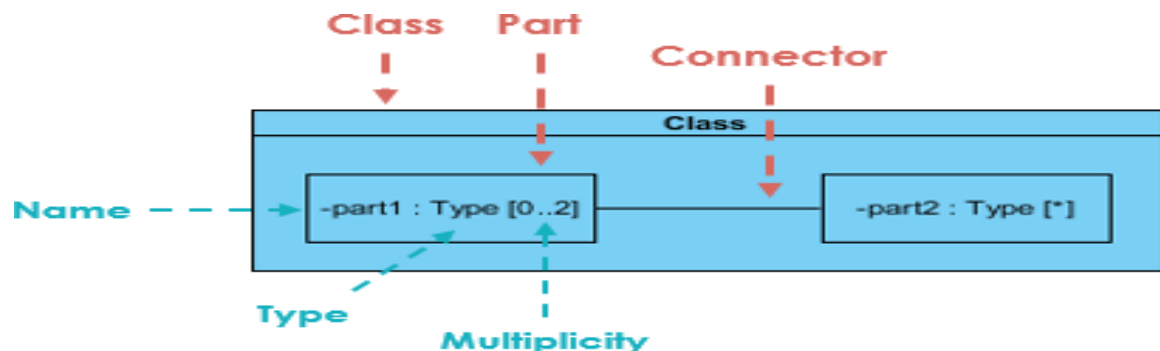 Class Part
Connector
Class
Name
-part1 : Type [0..2]
-part2 : Type [*]
Type
Multiplicity